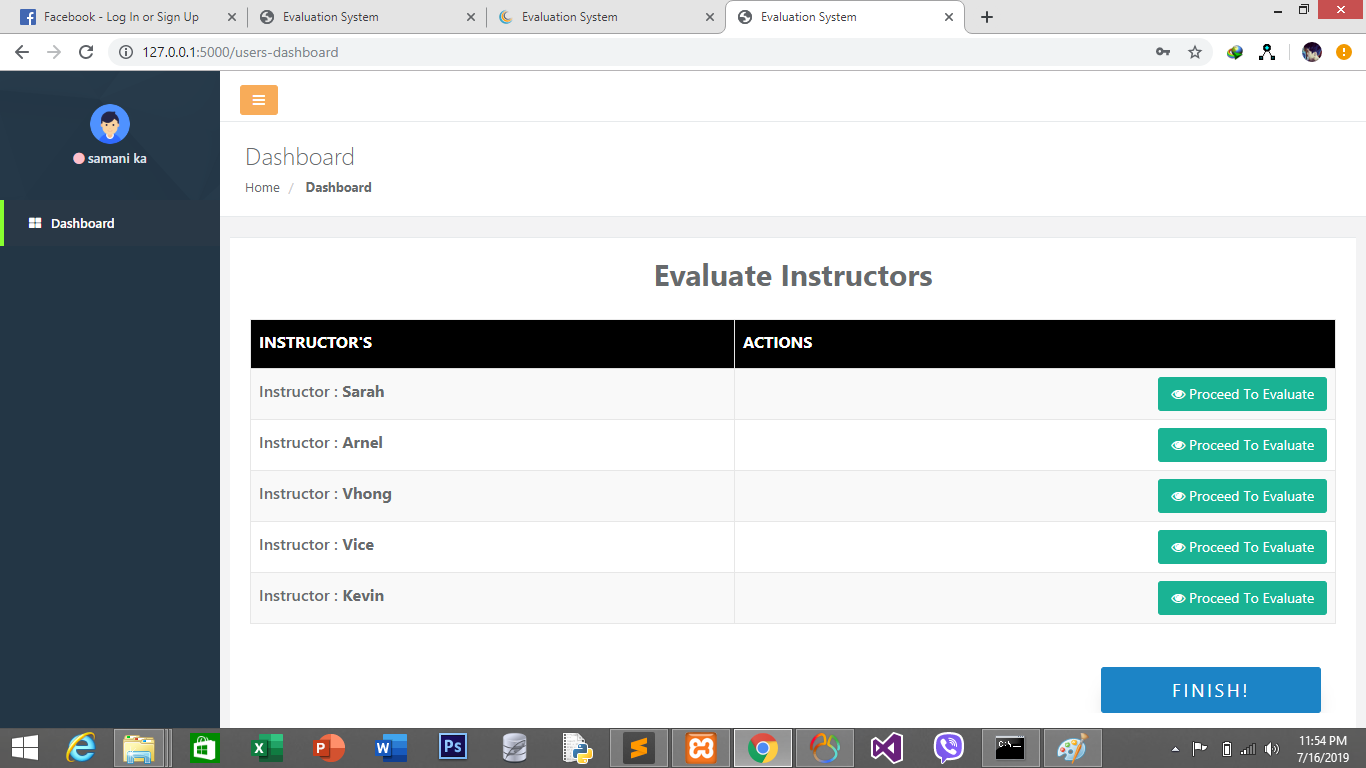 Facebook - Log In or Sign Up
Evaluation System
Evaluation System
Evaluation System
127.0.0.1:5000/users-dashboard
samani ka
Dashboard
Dashboard
Home / Dashboard
Evaluate Instructors
INSTRUCTOR'S ACTIONS
Instructor : Sarah Proceed To Evaluate
Instructor : Arnel Proceed To Evaluate
Instructor : Vhong Proceed To Evaluate
Instructor : Vice Proceed To Evaluate
Instructor : Kevin Proceed To Evaluate
FINISH!
11:54 PM
7/16/2019